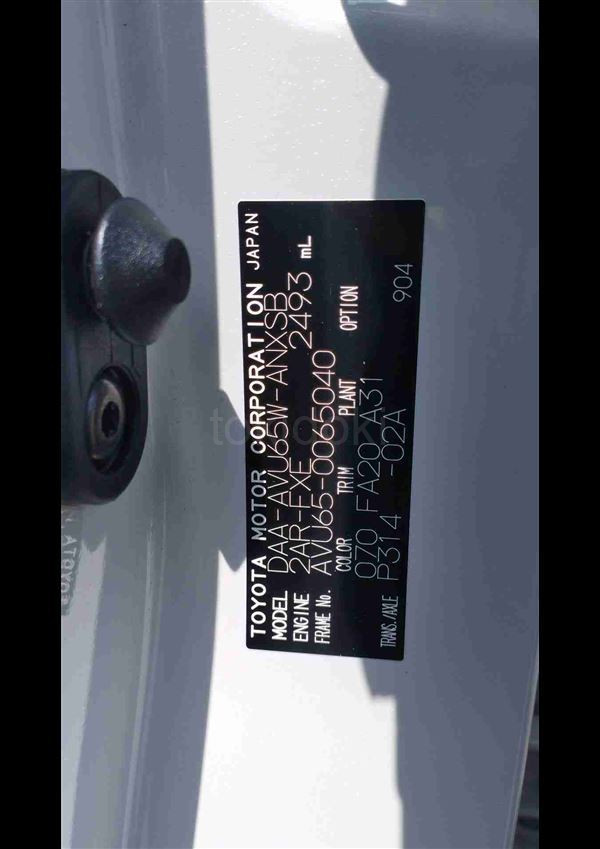 TOYOTA MOTOR CORPORATION JAPAN
MODEL DAA-AVU65W-ANXSB
ENGINE 2AR-FXE 2493 mL
FRAME No. AVU65-0065040
COLOR TRIM PLANT OPTION
070 FA20 A31
TRANS./AXLE P314 -02A 904